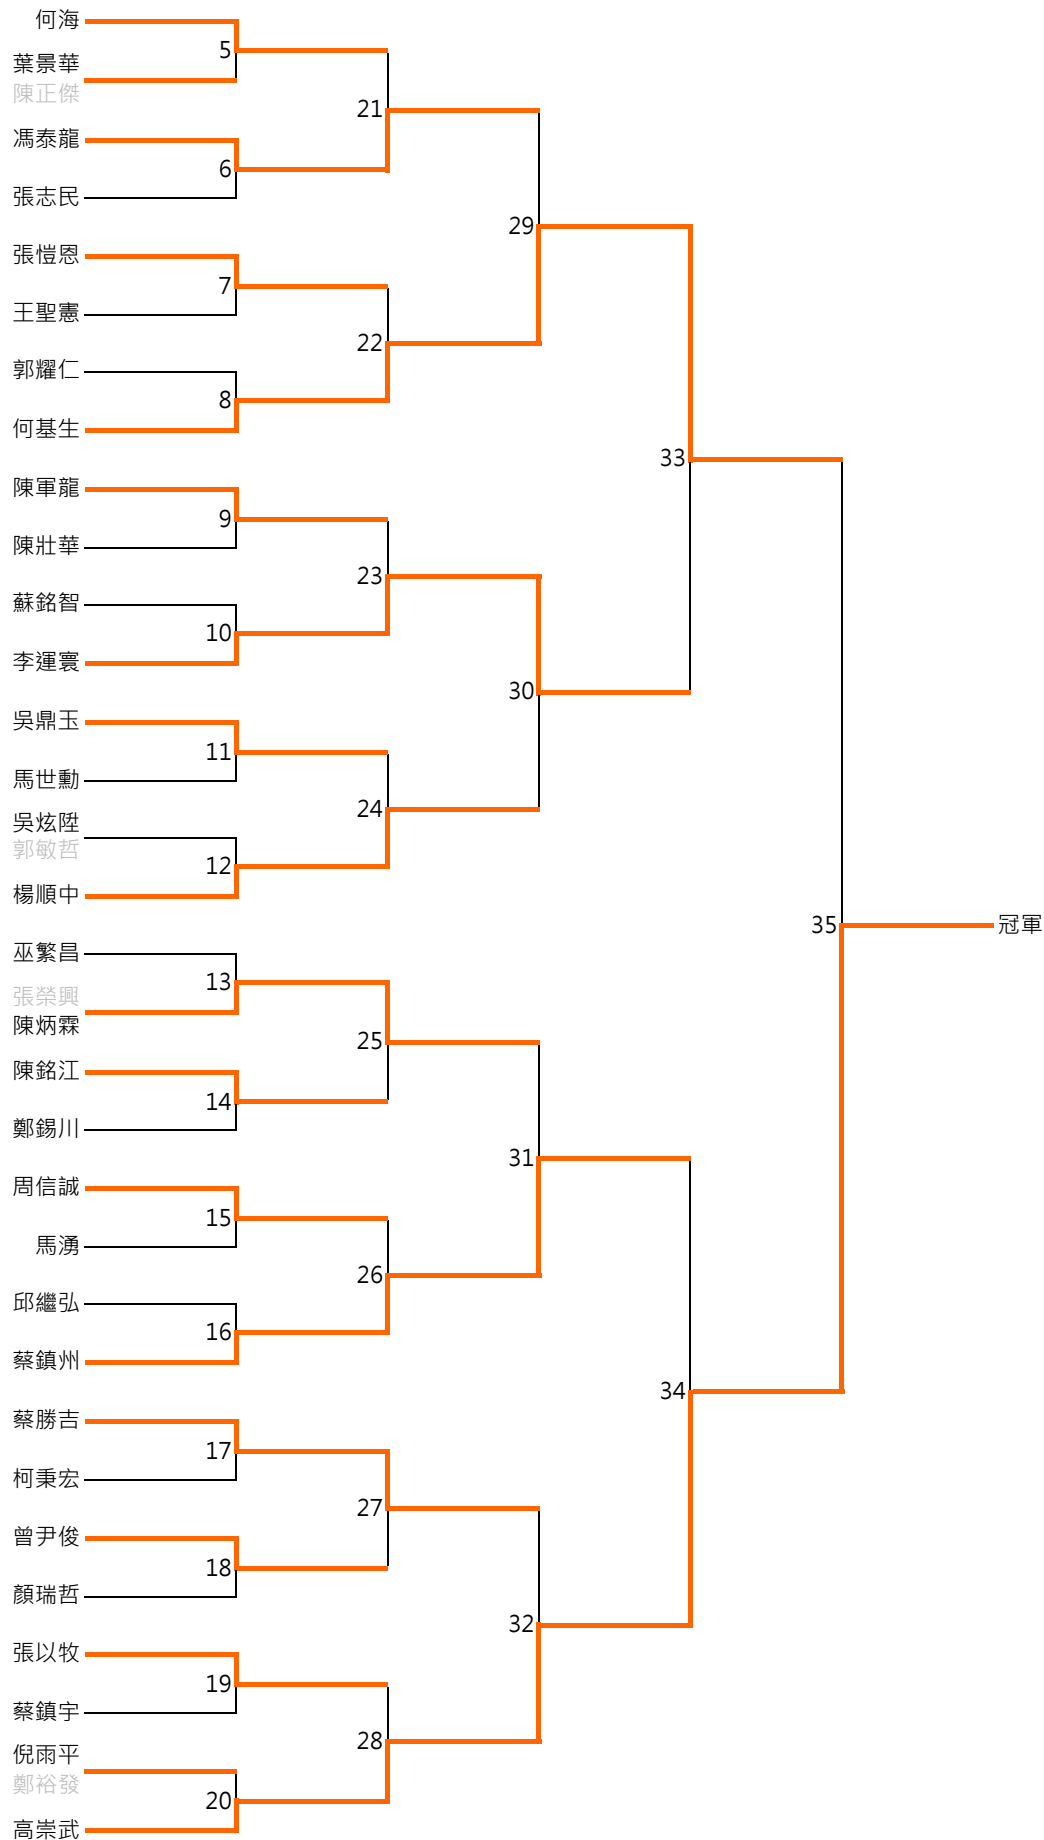 何海
5
葉景華
陳正傑
21
馮泰龍
6
張志民
29
張愷恩
7
王聖憲
22
郭耀仁
8
何基生
33
陳軍龍
9
陳壯華
23
蘇銘智
10
李運寰
30
吳鼎玉
11
馬世勳
24
吳炫陞
郭敏哲
12
楊順中
35
冠軍
巫繁昌
13
張榮興
陳炳霖
25
陳銘江
14
鄭錫川
31
周信誠
15
馬湧
26
邱繼弘
16
蔡鎮州
34
蔡勝吉
17
柯秉宏
27
曾尹俊
18
顏瑞哲
32
張以牧
19
蔡鎮宇
28
倪雨平
鄭裕發
20
高崇武